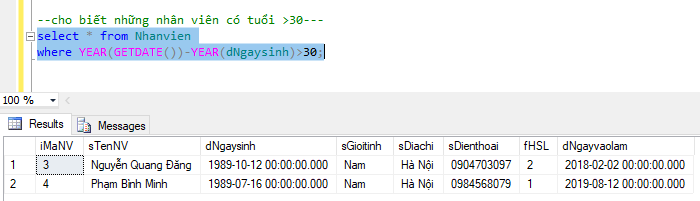 --cho biết những nhân viên có tuổi >30---
select * from Nhanvien
where YEAR(GETDATE())-YEAR(dNgaysinh)>30;
100 %
Results Messages
iMaNV sTenNV dNgaysinh sGioitinh sDiachi sDienthoai fHSL dNgayvaolam
1 3 Nguyễn Quang Đăng 1989-10-12 00:00:00.000 Nam Hà Nội 0904703097 2 2018-02-02 00:00:00.000
2 4 Phạm Bình Minh 1989-07-16 00:00:00.000 Nam Hà Nội 0984568079 1 2019-08-12 00:00:00.000